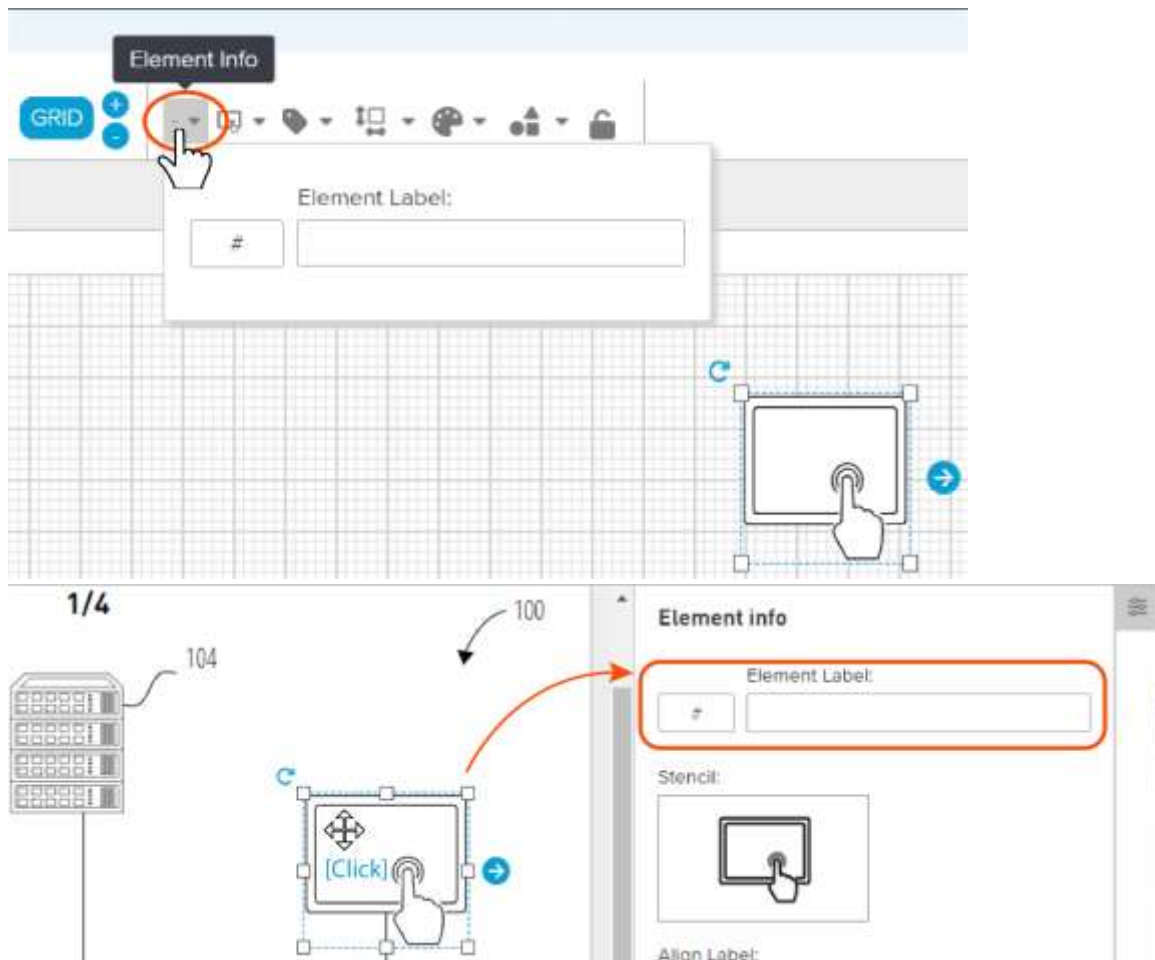 Element Info
GRID
+
-
Element Label:
#
1/4
100
104
Element info
Element Label:
#
Stencil:
[Click]
Align Label: